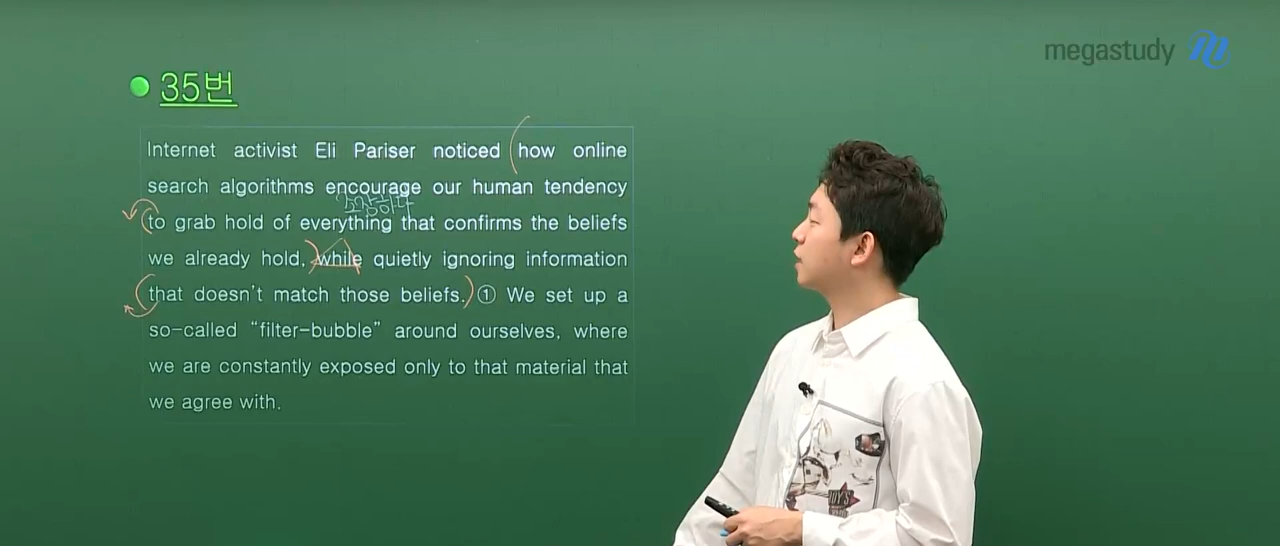 megastudy
35번
Internet activist Eli Pariser noticed how online
search algorithms encourage our human tendency
to grab hold of everything that confirms the beliefs
we already hold, while quietly ignoring information
that doesn't match those beliefs. ① We set up a
so-called "filter-bubble" around ourselves, where
we are constantly exposed only to that material that
we agree with.